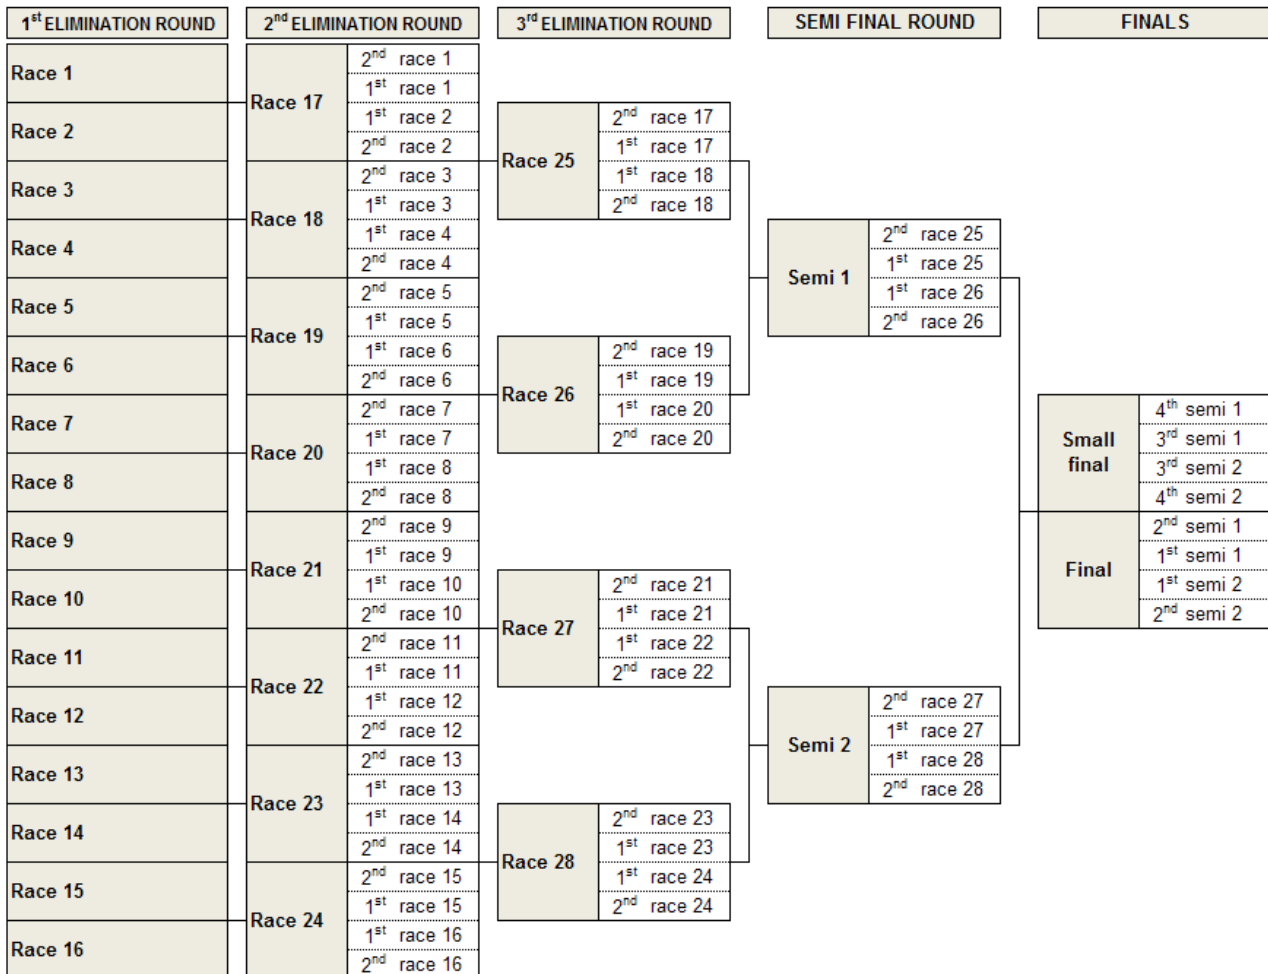 1st ELIMINATION ROUND
Race 1
Race 2
Race 3
Race 4
Race 5
Race 6
Race 7
Race 8
Race 9
Race 10
Race 11
Race 12
Race 13
Race 14
Race 15
Race 16
2nd ELIMINATION ROUND
Race 17
2nd race 1
1st race 1
1st race 2
2nd race 2
Race 18
2nd race 3
1st race 3
1st race 4
2nd race 4
Race 19
2nd race 5
1st race 5
1st race 6
2nd race 6
Race 20
2nd race 7
1st race 7
1st race 8
2nd race 8
Race 21
2nd race 9
1st race 9
1st race 10
2nd race 10
Race 22
2nd race 11
1st race 11
1st race 12
2nd race 12
Race 23
2nd race 13
1st race 13
1st race 14
2nd race 14
Race 24
2nd race 15
1st race 15
1st race 16
2nd race 16
3rd ELIMINATION ROUND
Race 25
2nd race 17
1st race 17
1st race 18
2nd race 18
Race 26
2nd race 19
1st race 19
1st race 20
2nd race 20
Race 27
2nd race 21
1st race 21
1st race 22
2nd race 22
Race 28
2nd race 23
1st race 23
1st race 24
2nd race 24
SEMI FINAL ROUND
Semi 1
2nd race 25
1st race 25
1st race 26
2nd race 26
Semi 2
2nd race 27
1st race 27
1st race 28
2nd race 28
FINALS
Small
final
4th semi 1
3rd semi 1
3rd semi 2
4th semi 2
Final
2nd semi 1
1st semi 1
1st semi 2
2nd semi 2